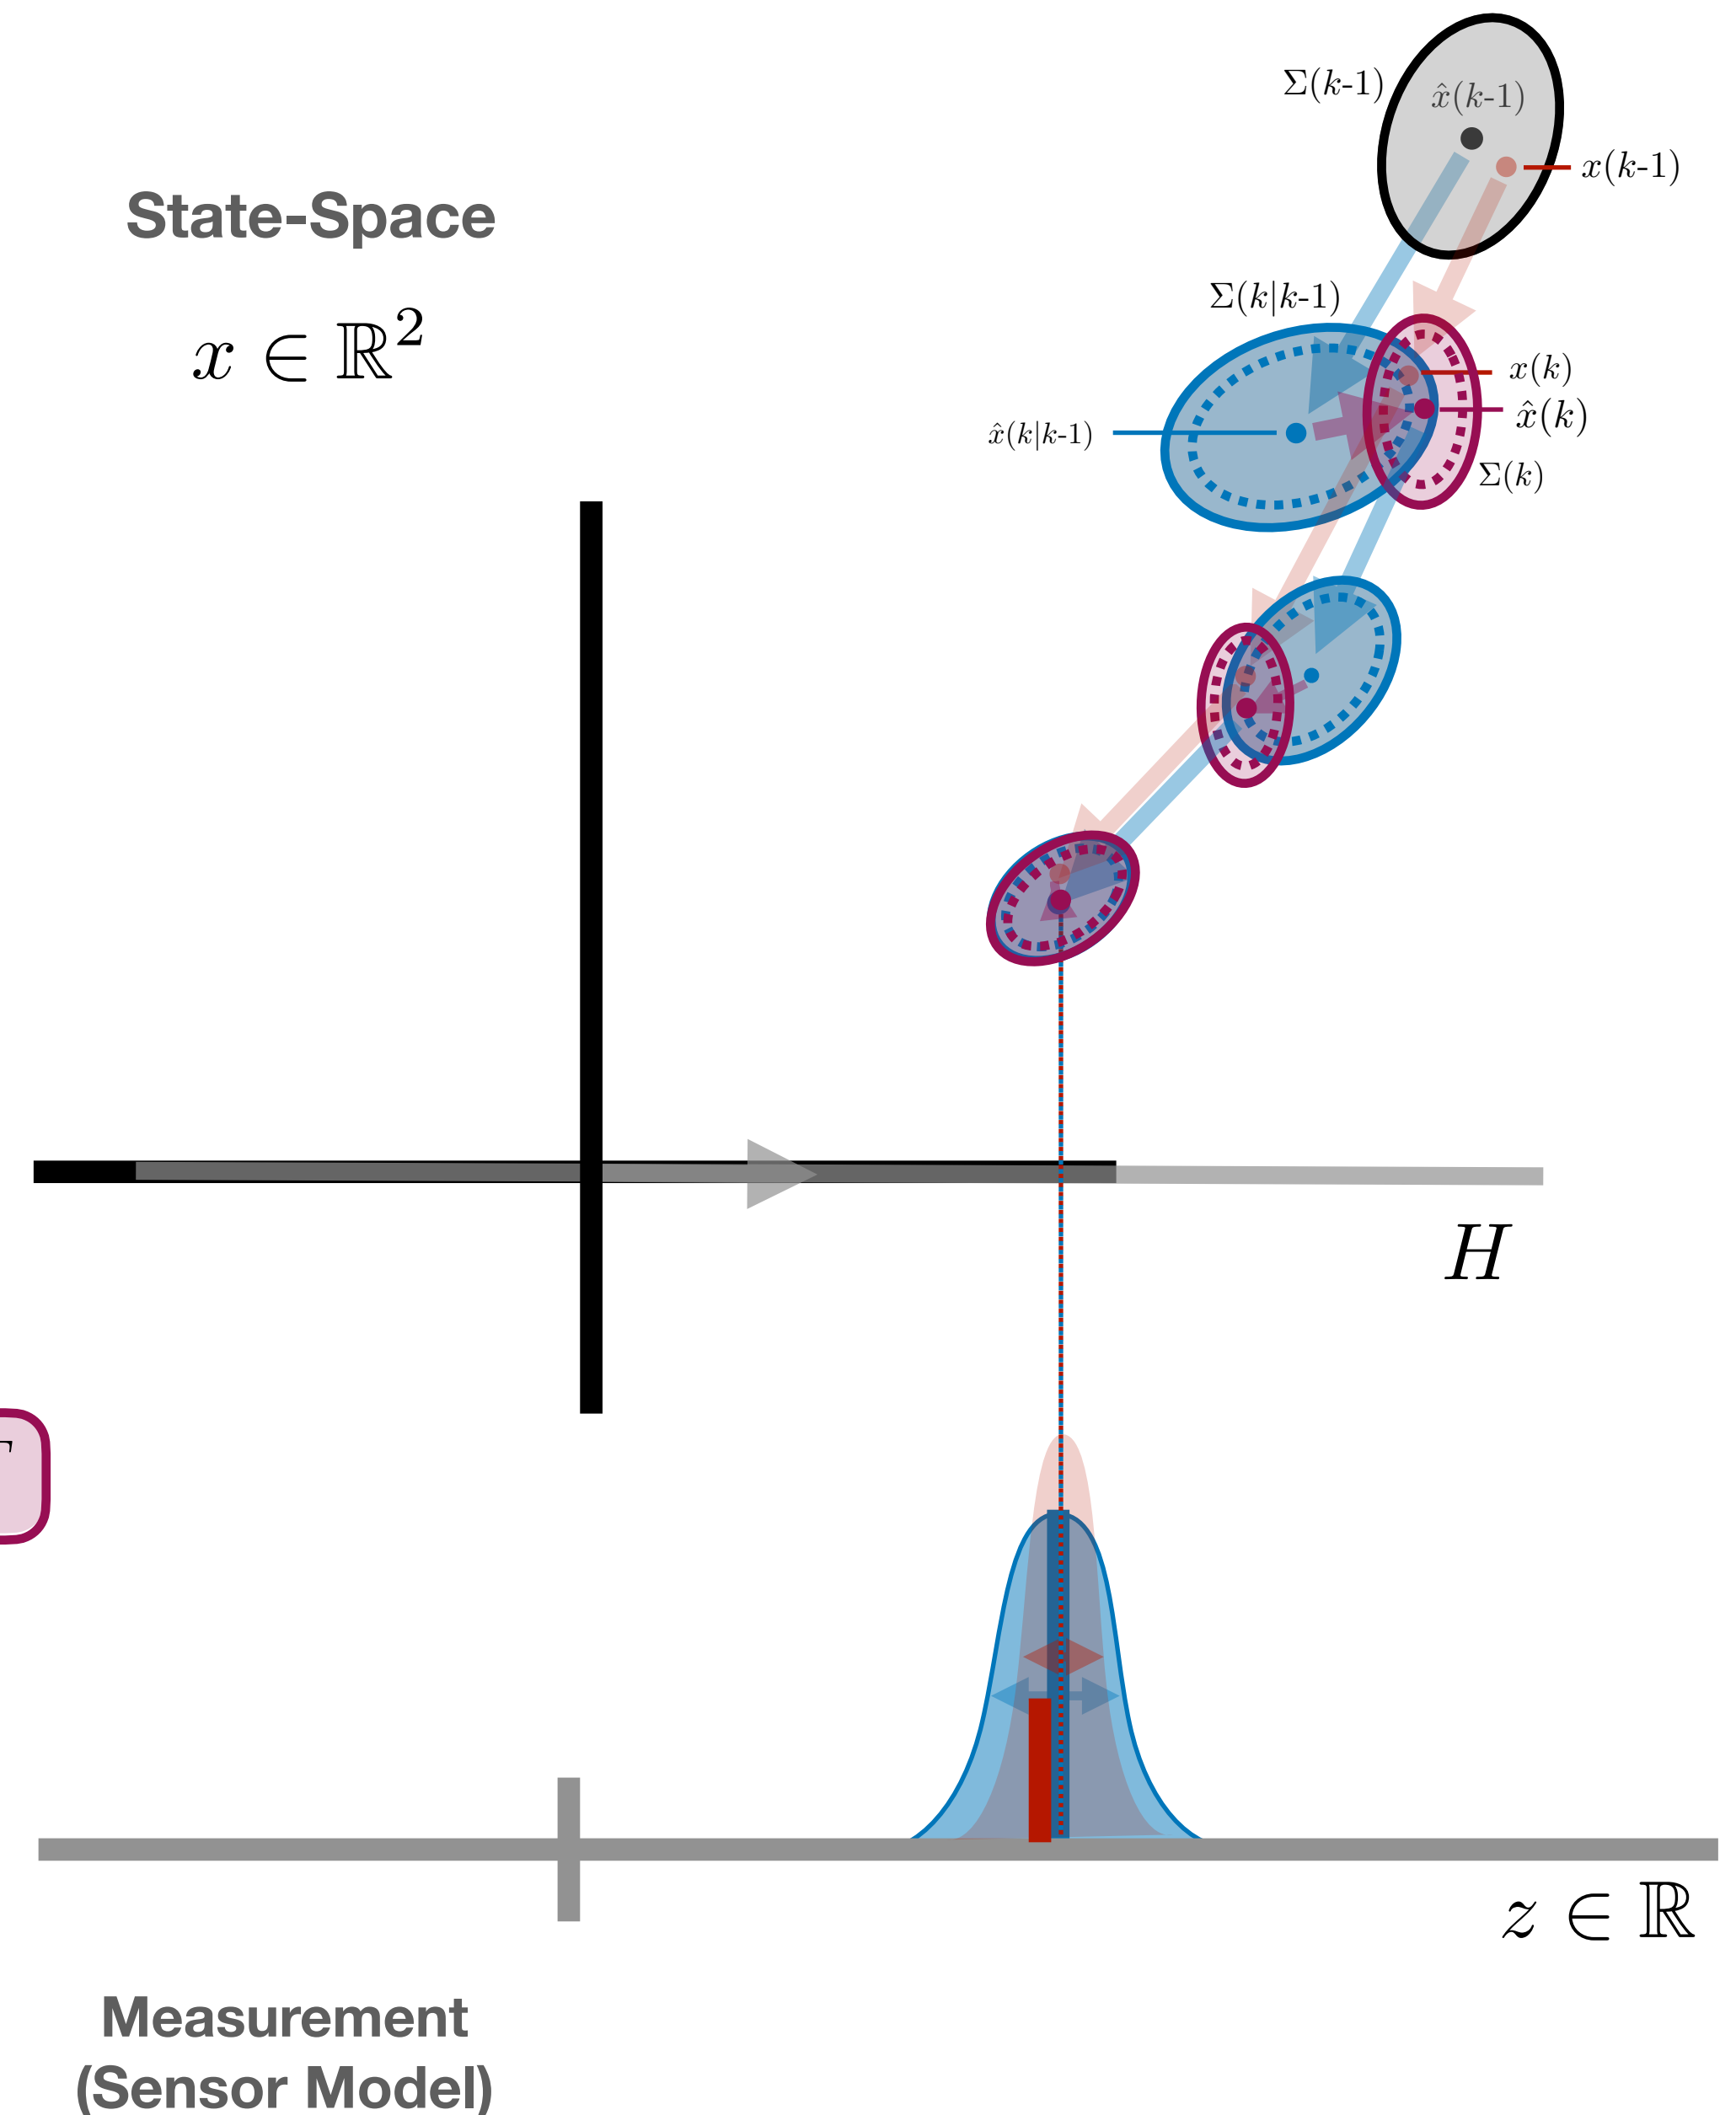 Σ(k-1)
x̂(k-1)
x(k-1)
State-Space
x ∈ ℝ²
Σ(k|k-1)
x(k)
x̂(k)
x̂(k|k-1)
Σ(k)
H
z ∈ ℝ
Measurement
(Sensor Model)